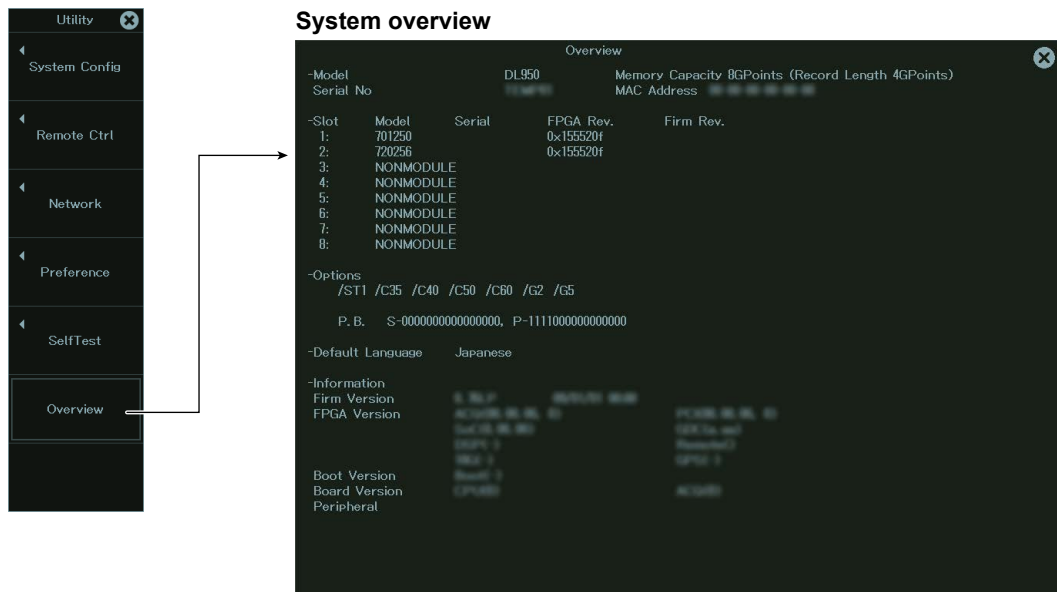 Utility
System Config
Remote Ctrl
Network
Preference
SelfTest
Overview
System overview
Overview
-Model DL950 Memory Capacity 8GPoints (Record Length 4GPoints)
Serial No MAC Address
-Slot Model Serial FPGA Rev. Firm Rev.
1: 701250 0x155520f
2: 720256 0x155520f
3: NONMODULE
4: NONMODULE
5: NONMODULE
6: NONMODULE
7: NONMODULE
8: NONMODULE
-Options
/ST1 /C35 /C40 /C50 /C60 /G2 /G5
P.B. S-0000000000000000, P-1111000000000000
-Default Language Japanese
-Information
Firm Version
FPGA Version
Boot Version
Board Version
Peripheral